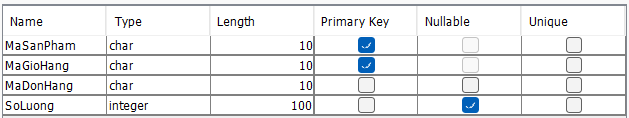 Name Type Length Primary Key Nullable Unique
MaSanPham char 10
MaGioHang char 10
MaDonHang char 10
SoLuong integer 100